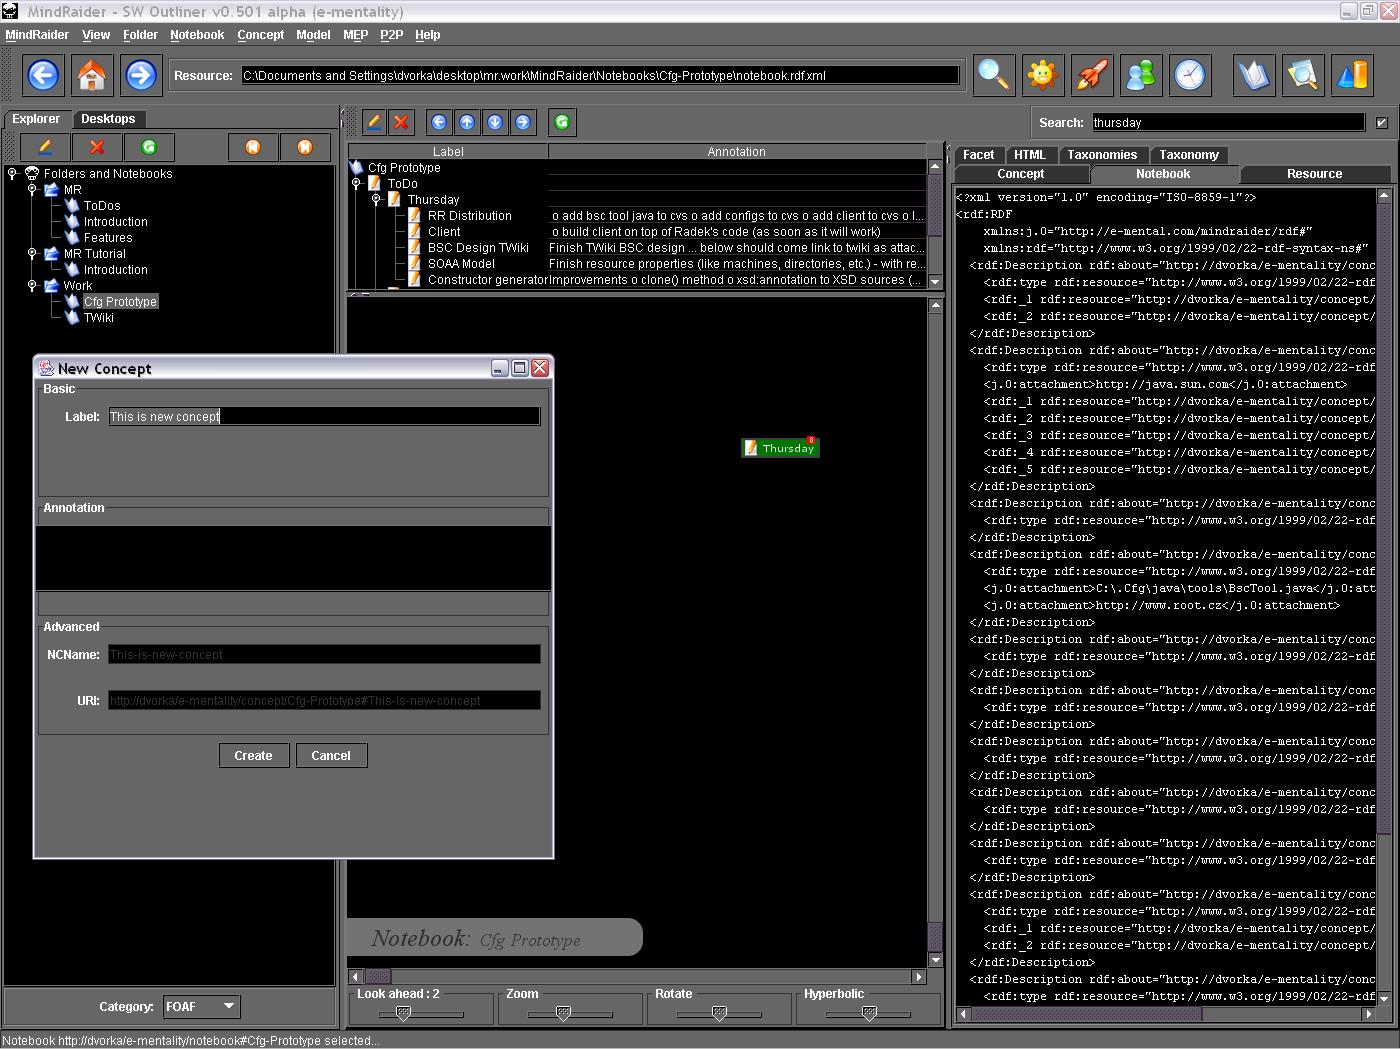 MindRaider - SW Outliner v0.501 alpha (e-mentality)
MindRaider View Folder Notebook Concept Model MEP P2P Help
Resource: C:\Documents and Settings\dvorka\desktop\mr.work\MindRaider\Notebooks\Cfg-Prototype\notebook.rdf.xml
Explorer Desktops
Search: thursday
Folders and Notebooks
MR
ToDos
Introduction
Features
MR Tutorial
Introduction
Work
Cfg Prototype
TWiki
Label Annotation
Cfg Prototype
ToDo
Thursday
RR Distribution o add bsc tool java to cvs o add configs to cvs o add client to cvs o l...
Client o build client on top of Radek's code (as soon as it will work)
BSC Design TWiki Finish TWiki BSC design ... below should come link to twiki as attac...
SOAA Model Finish resource properties (like machines, directories, etc.) - with re...
Constructor generator Improvements o clone() method o xsd:annotation to XSD sources (...
Facet HTML Taxonomies Taxonomy
Concept Notebook Resource
<?xml version="1.0" encoding="ISO-8859-1"?>
<rdf:RDF
xmlns:j.0="http://e-mental.com/mindraider/rdf#"
xmlns:rdf="http://www.w3.org/1999/02/22-rdf-syntax-ns#"
<rdf:Description rdf:about="http://dvorka/e-mentality/
<rdf:type rdf:resource="http://www.w3.org/1999/02/22-rdf
<rdf:_1 rdf:resource="http://dvorka/e-mentality/concept/
<rdf:_2 rdf:resource="http://dvorka/e-mentality/concept/
</rdf:Description>
<rdf:Description rdf:about="http://dvorka/e-mentality/conc
<rdf:type rdf:resource="http://www.w3.org/1999/02/22-rdf
<j.0:attachment>http://java.sun.com</j.0:attachment>
<rdf:_1 rdf:resource="http://dvorka/e-mentality/concept/
<rdf:_2 rdf:resource="http://dvorka/e-mentality/concept/
<rdf:_3 rdf:resource="http://dvorka/e-mentality/concept/
<rdf:_4 rdf:resource="http://dvorka/e-mentality/concept/
<rdf:_5 rdf:resource="http://dvorka/e-mentality/concept/
</rdf:Description>
<rdf:Description rdf:about="http://dvorka/e-mentality/conc
<rdf:type rdf:resource="http://www.w3.org/1999/02/22-rdf
</rdf:Description>
<rdf:Description rdf:about="http://dvorka/e-mentality/conc
<rdf:type rdf:resource="http://www.w3.org/1999/02/22-rdf
<j.0:attachment>C:\.Cfg\java\tools\BscTool.java</j.0:att
<j.0:attachment>http://www.root.cz</j.0:attachment>
</rdf:Description>
<rdf:Description rdf:about="http://dvorka/e-mentality/conc
<rdf:type rdf:resource="http://www.w3.org/1999/02/22-rdf
</rdf:Description>
<rdf:Description rdf:about="http://dvorka/e-mentality/conc
<rdf:type rdf:resource="http://www.w3.org/1999/02/22-rdf
</rdf:Description>
<rdf:Description rdf:about="http://dvorka/e-mentality/conc
<rdf:type rdf:resource="http://www.w3.org/1999/02/22-rdf
</rdf:Description>
<rdf:Description rdf:about="http://dvorka/e-mentality/conc
<rdf:type rdf:resource="http://www.w3.org/1999/02/22-rdf
</rdf:Description>
<rdf:Description rdf:about="http://dvorka/e-mentality/conc
<rdf:type rdf:resource="http://www.w3.org/1999/02/22-rdf
</rdf:Description>
<rdf:Description rdf:about="http://dvorka/e-mentality/conc
<rdf:type rdf:resource="http://www.w3.org/1999/02/22-rdf
<rdf:_1 rdf:resource="http://dvorka/e-mentality/concept/
<rdf:_2 rdf:resource="http://dvorka/e-mentality/concept/
</rdf:Description>
<rdf:Description rdf:about="http://dvorka/e-mentality/conc
<rdf:type rdf:resource="http://www.w3.org/1999/02/22-rdf
New Concept
Basic
Label: This is new concept
Annotation
Advanced
NCName: This-is-new-concept
URI: http://dvorka/e-mentality/concept/Cfg-Prototype#This-is-new-concept
Create Cancel
Thursday
Notebook: Cfg Prototype
Look ahead : 2 Zoom Rotate Hyperbolic
Category: FOAF
Notebook http://dvorka/e-mentality/notebook#Cfg-Prototype selected...